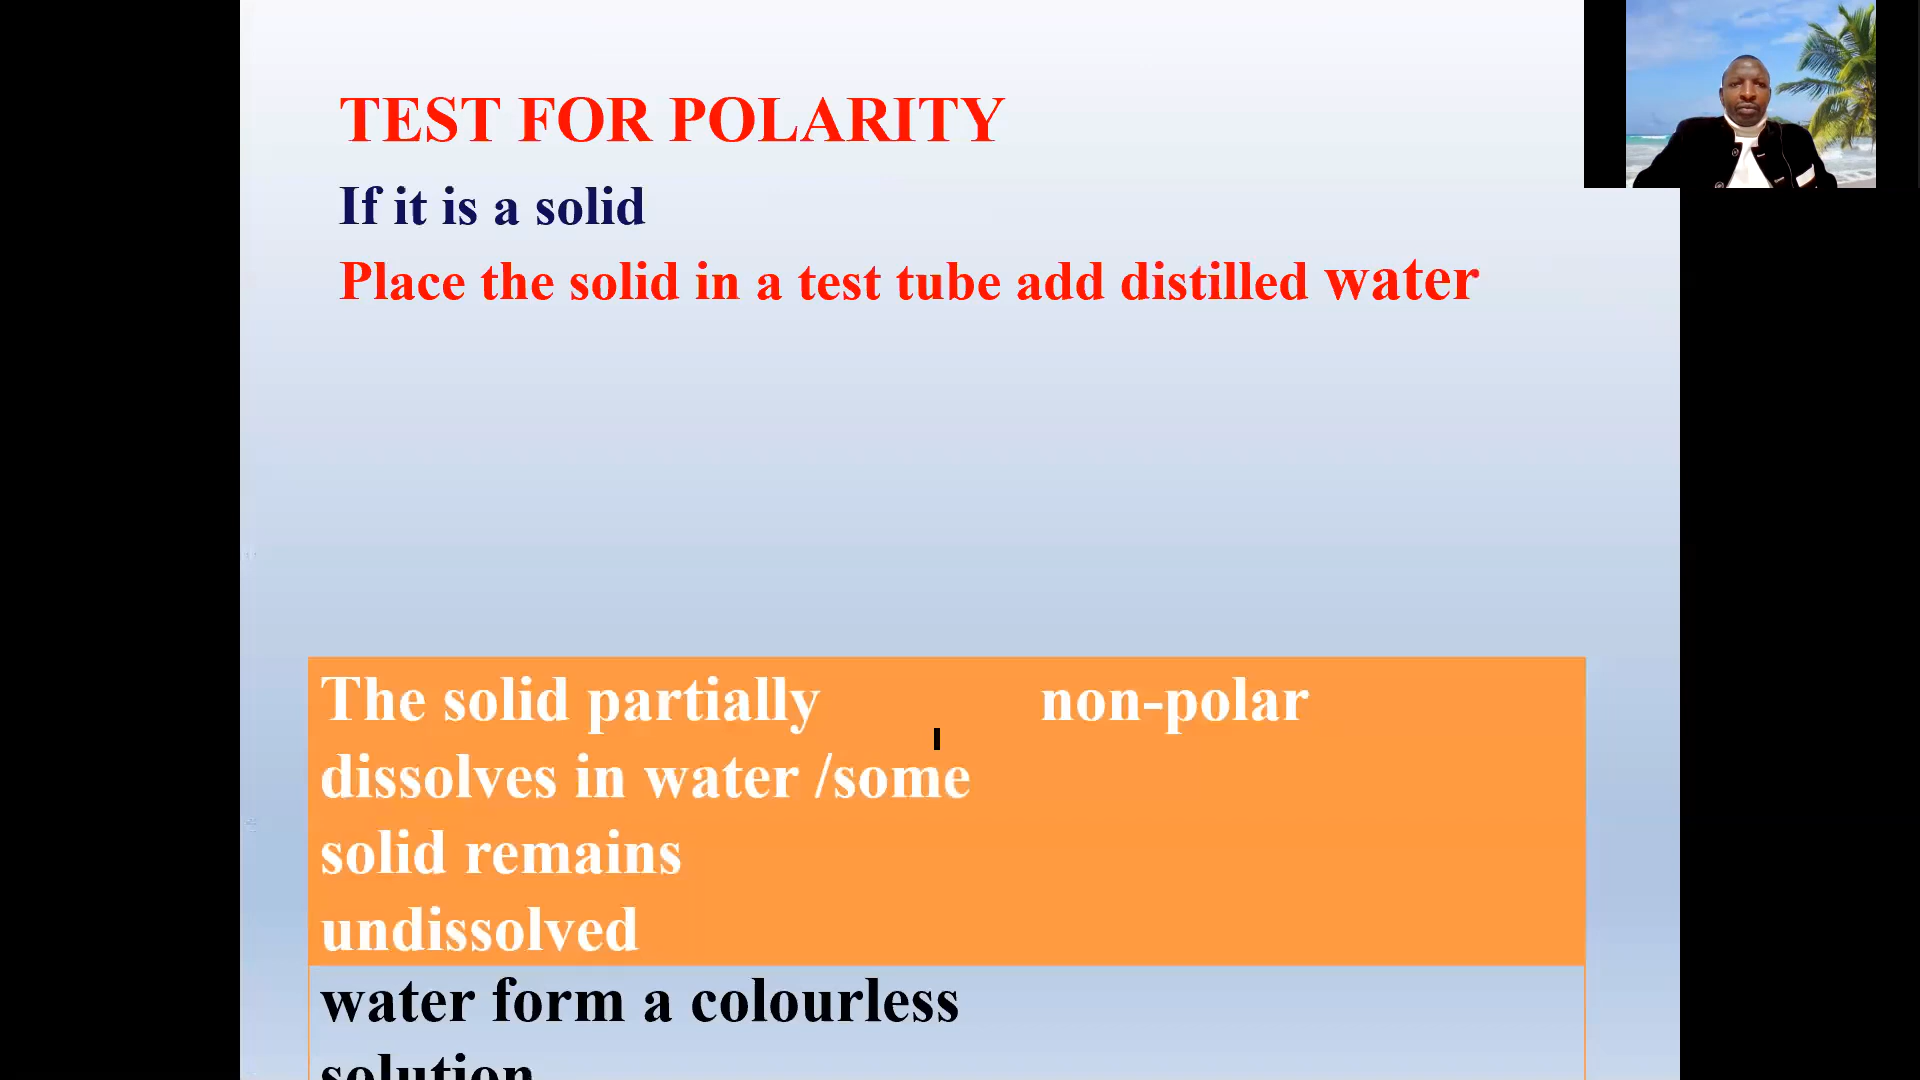 TEST FOR POLARITY
If it is a solid
Place the solid in a test tube add distilled water
The solid partially non-polar
dissolves in water /some
solid remains
undissolved
water form a colourless
solution